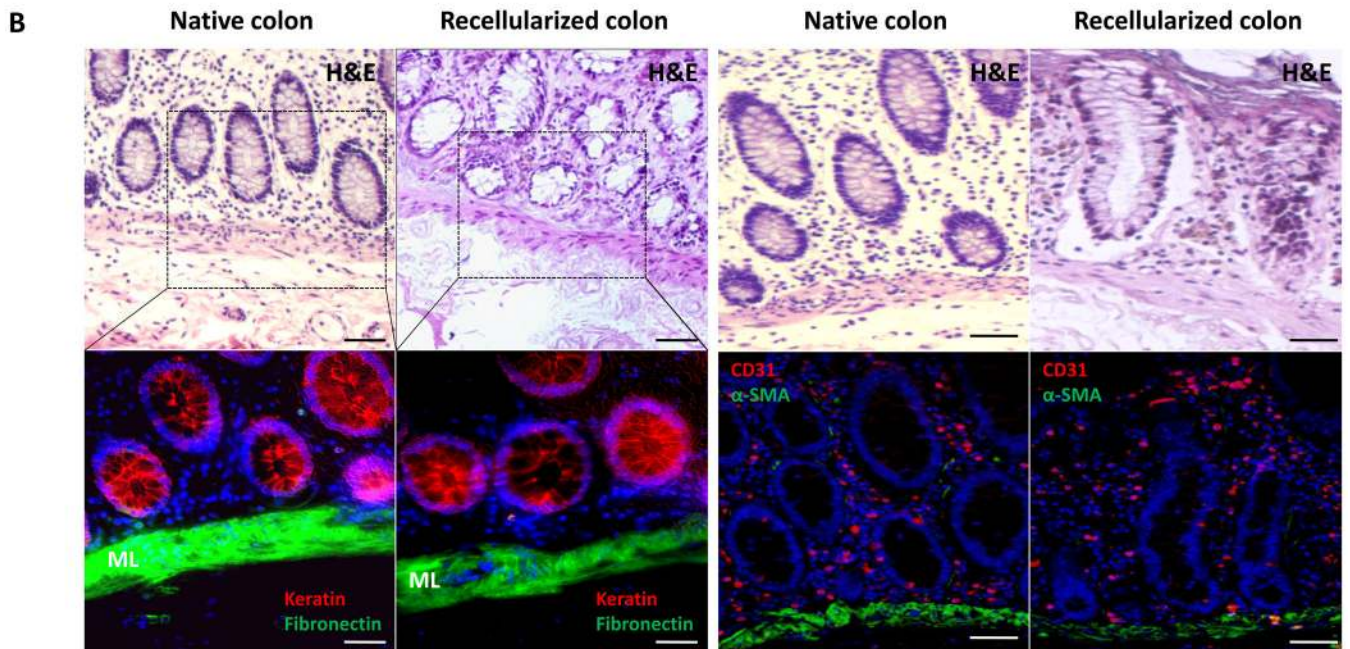 B
Native colon
Recellularized colon
Native colon
Recellularized colon
H&E
H&E
H&E
ML
Keratin
Fibronectin
ML
Keratin
Fibronectin
CD31
α-SMA
CD31
α-SMA